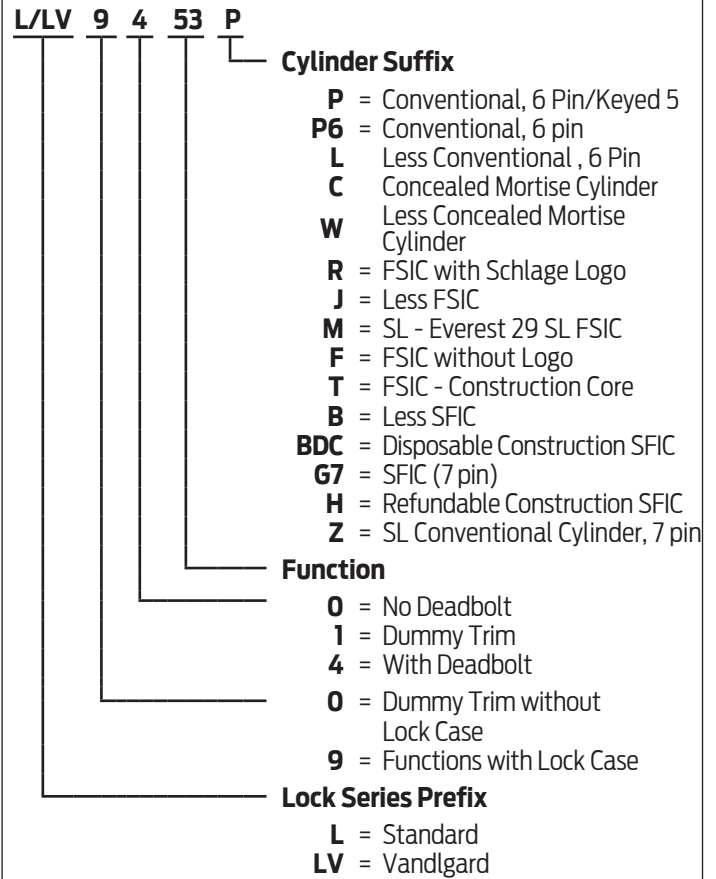 L/LV 9 4 53 P
Cylinder Suffix
P = Conventional, 6 Pin/Keyed 5
P6 = Conventional, 6 pin
L Less Conventional , 6 Pin
C Concealed Mortise Cylinder
W Less Concealed Mortise
Cylinder
R = FSIC with Schlage Logo
J = Less FSIC
M = SL - Everest 29 SL FSIC
F = FSIC without Logo
T = FSIC - Construction Core
B = Less SFIC
BDC = Disposable Construction SFIC
G7 = SFIC (7 pin)
H = Refundable Construction SFIC
Z = SL Conventional Cylinder, 7 pin
Function
0 = No Deadbolt
1 = Dummy Trim
4 = With Deadbolt
0 = Dummy Trim without
Lock Case
9 = Functions with Lock Case
Lock Series Prefix
L = Standard
LV = Vandlgard